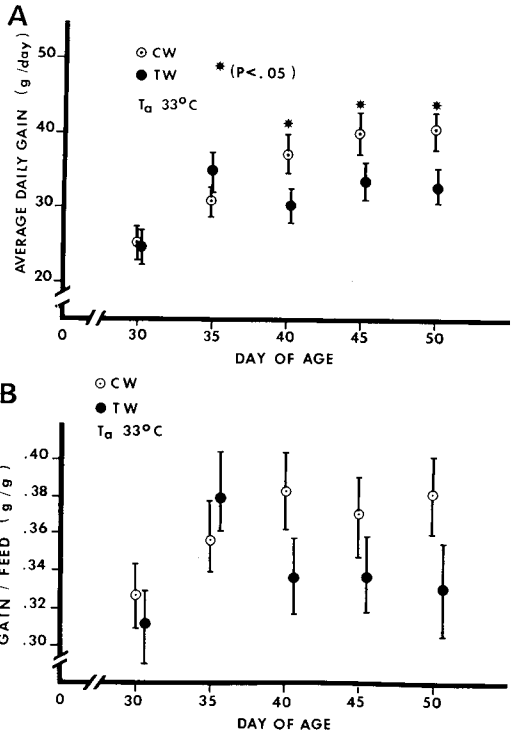 A
AVERAGE DAILY GAIN (g/day)
50
40
30
20
CW
TW
Ta 33°C
* (P<.05)
*
*
*
0
30
35
40
45
50
DAY OF AGE
B
GAIN / FEED (g/g)
CW
TW
Ta 33°C
.40
.38
.36
.34
.32
.30
0
30
35
40
45
50
DAY OF AGE